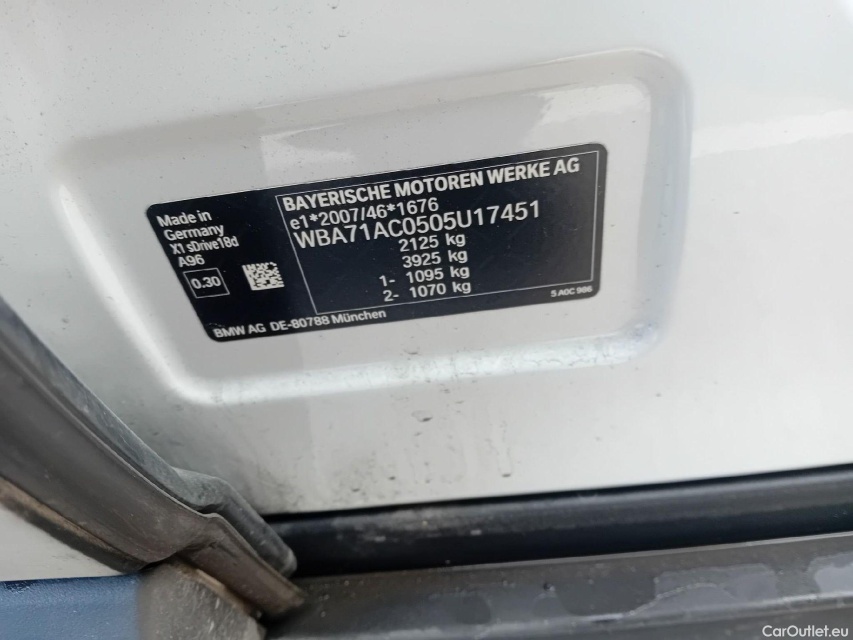 BAYERISCHE MOTOREN WERKE AG
e1*2007/46*1676
WBA71AC0505U17451
2125 kg
3925 kg
1- 1095 kg
2- 1070 kg
Made in
Germany
X1 sDrive18d
A96
0.30
5 A0C 986
BMW AG DE-80788 München
CarOutlet.eu